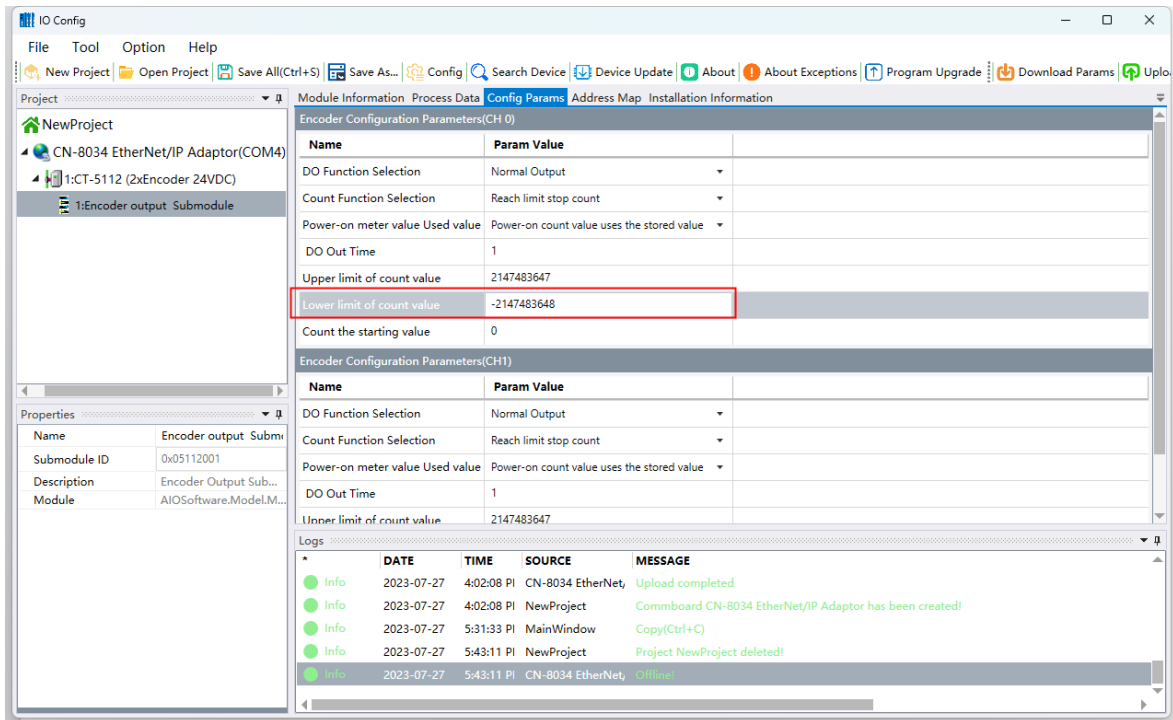 IO Config
File Tool Option Help
New Project Open Project Save All(Ctrl+S) Save As... Config Search Device Device Update About About Exceptions Program Upgrade Download Params Uplo
Project
Module Information Process Data Config Params Address Map Installation Information
NewProject
CN-8034 EtherNet/IP Adaptor(COM4)
1:CT-5112 (2xEncoder 24VDC)
1:Encoder output Submodule
Encoder Configuration Parameters(CH 0)
Name Param Value
DO Function Selection Normal Output
Count Function Selection Reach limit stop count
Power-on meter value Used value Power-on count value uses the stored value
DO Out Time 1
Upper limit of count value 2147483647
Lower limit of count value -2147483648
Count the starting value 0
Encoder Configuration Parameters(CH1)
Name Param Value
DO Function Selection Normal Output
Count Function Selection Reach limit stop count
Power-on meter value Used value Power-on count value uses the stored value
DO Out Time 1
Upper limit of count value 2147483647
Properties
Name Encoder output Subm
Submodule ID 0x05112001
Description Encoder Output Sub...
Module AIOSoftware.Model.M...
Logs
* DATE TIME SOURCE MESSAGE
Info 2023-07-27 4:02:08 PI CN-8034 EtherNet, Upload completed
Info 2023-07-27 4:02:08 PI NewProject Commboard CN-8034 EtherNet/IP Adaptor has been created!
Info 2023-07-27 5:31:33 PI MainWindow Copy(Ctrl+C)
Info 2023-07-27 5:43:11 PI NewProject Project NewProject deleted!
Info 2023-07-27 5:43:11 PI CN-8034 EtherNet, Offline!